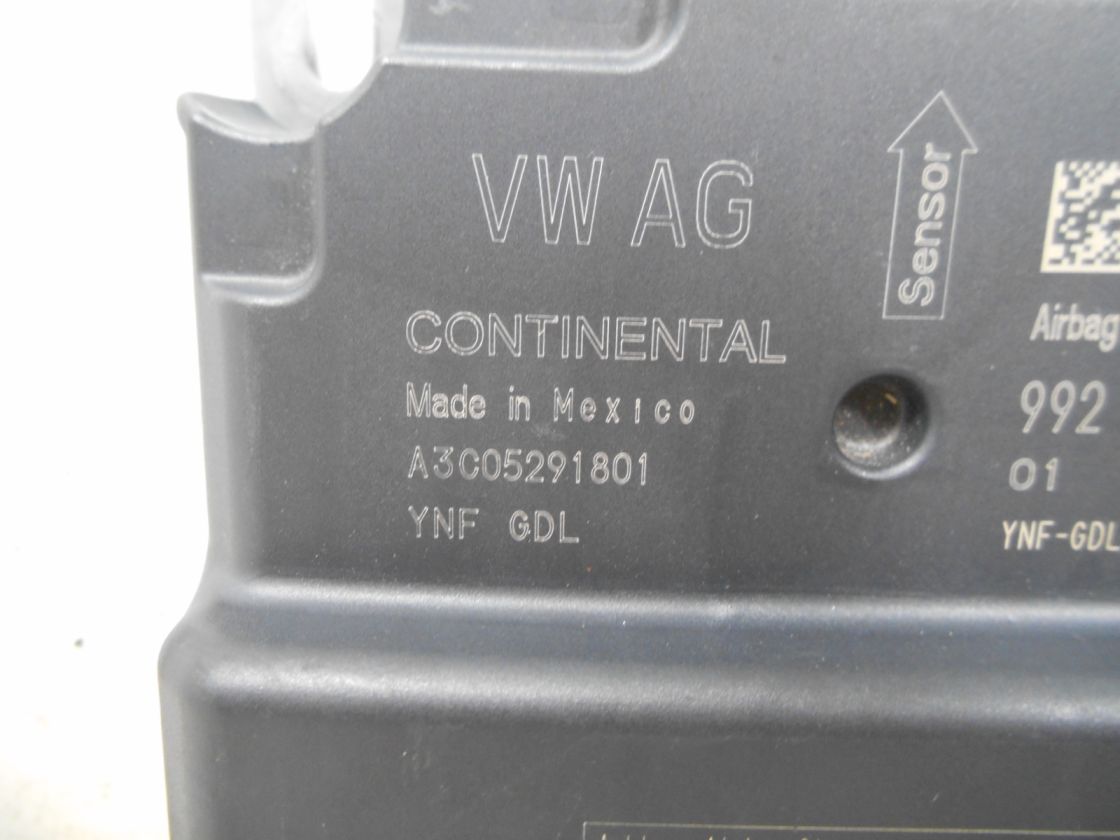 VW AG
CONTINENTAL
Made in Mexico
A3C05291801
YNF GDL
Sensor
Airbag
992
01
YNF-GDL